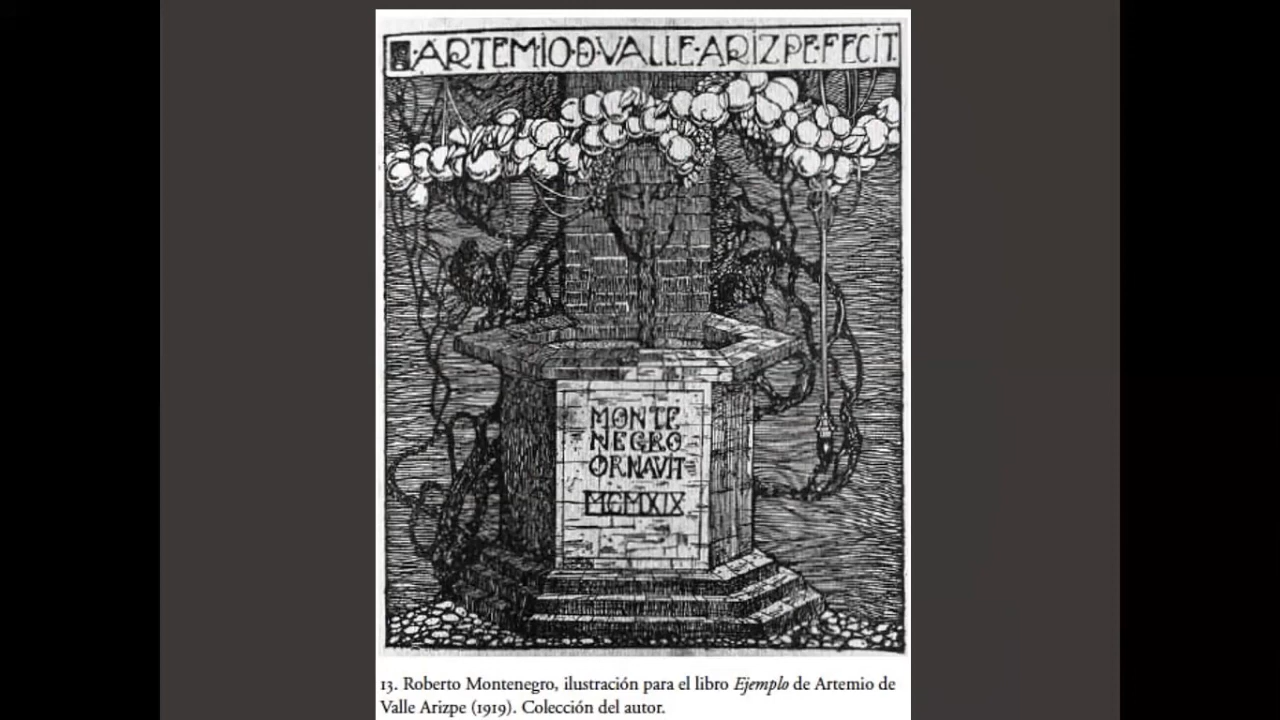 ·ARTEMIO·D·VALLE·ARIZPE·FECIT·
MONTE
NEGRO
ORNAVIT
MCMXIX
13. Roberto Montenegro, ilustración para el libro Ejemplo de Artemio de
Valle Arizpe (1919). Colección del autor.